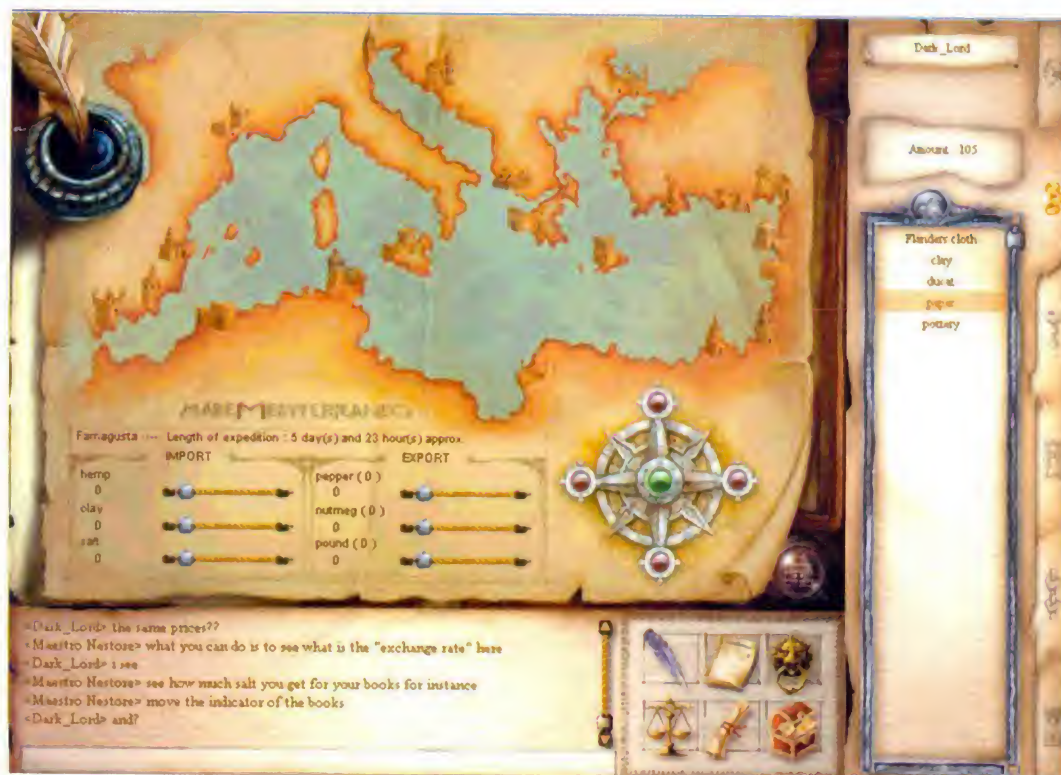 Dark_Lord
Amount 105
Flanders cloth
clay
ducat
paper
pottery
Famagusta --- Length of expedition : 5 day(s) and 23 hour(s) approx.
IMPORT
EXPORT
hemp
0
clay
0
salt
0
pepper ( 0 )
0
nutmeg ( 0 )
0
pound ( 0 )
0
<Dark_Lord> the same prices??
<Maestro Nestore> what you can do is to see what is the "exchange rate" here
<Dark_Lord> i see
<Maestro Nestore> see how much salt you get for your books for instance
<Maestro Nestore> move the indicator of the books
<Dark_Lord> and?